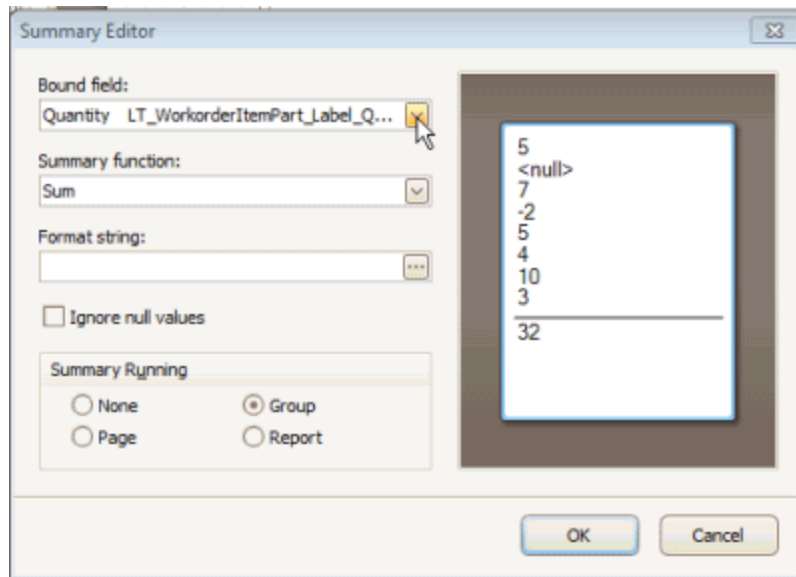 Summary Editor
Bound field:
Quantity LT_WorkorderItemPart_Label_Q...
Summary function:
Sum
Format string:
...
Ignore null values
Summary Running
None
Group
Page
Report
5
<null>
7
-2
5
4
10
3
32
OK
Cancel